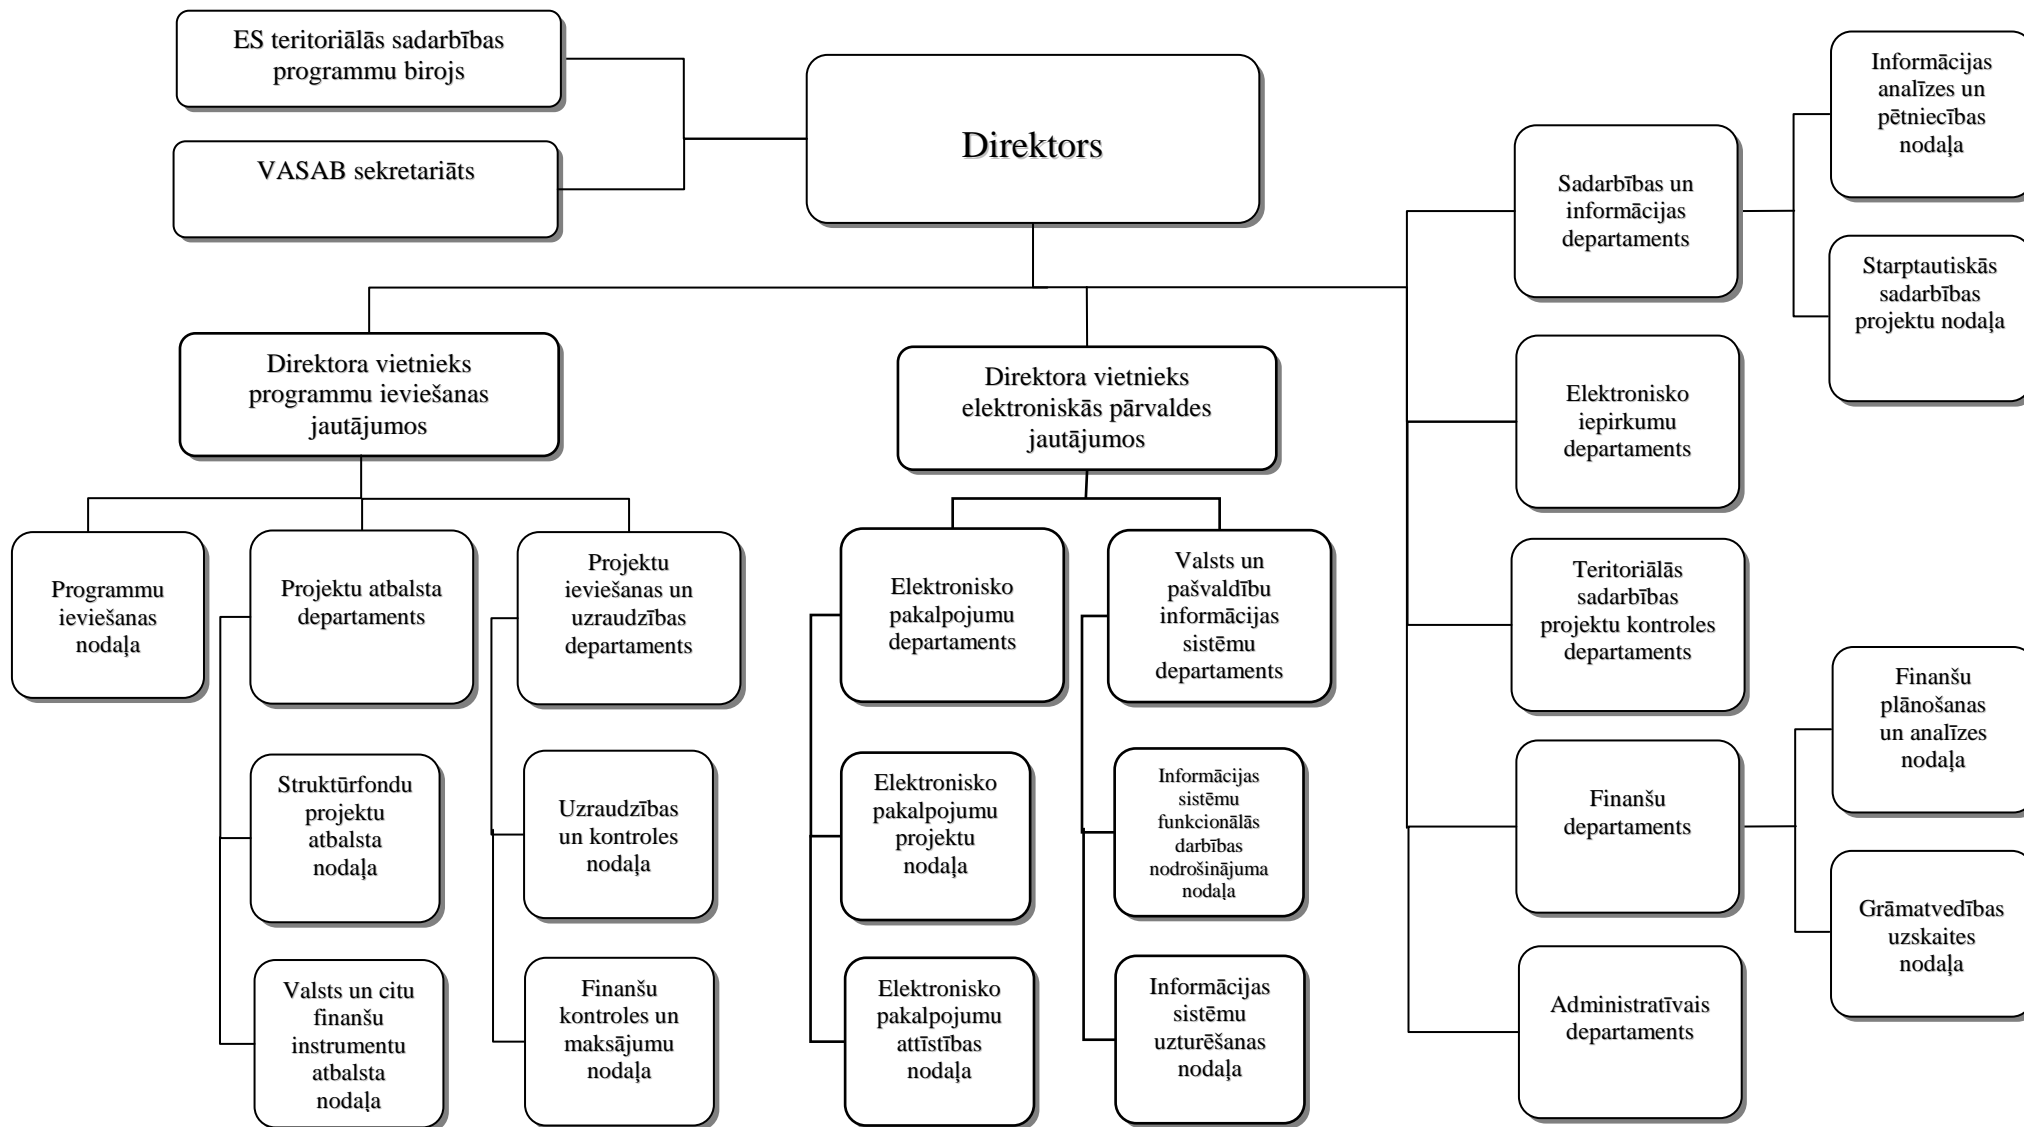 ES teritoriālās sadarbības
programmu birojs
VASAB sekretariāts
Direktors
Direktora vietnieks
programmu ieviešanas
jautājumos
Direktora vietnieks
elektroniskās pārvaldes
jautājumos
Programmu
ieviešanas
nodaļa
Projektu atbalsta
departaments
Projektu
ieviešanas un
uzraudzības
departaments
Struktūrfondu
projektu
atbalsta
nodaļa
Uzraudzības
un kontroles
nodaļa
Valsts un citu
finanšu
instrumentu
atbalsta
nodaļa
Finanšu
kontroles un
maksājumu
nodaļa
Elektronisko
pakalpojumu
departaments
Valsts un
pašvaldību
informācijas
sistēmu
departaments
Elektronisko
pakalpojumu
projektu
nodaļa
Informācijas
sistēmu
funkcionālās
darbības
nodrošinājuma
nodaļa
Elektronisko
pakalpojumu
attīstības
nodaļa
Informācijas
sistēmu
uzturēšanas
nodaļa
Sadarbības un
informācijas
departaments
Informācijas
analīzes un
pētniecības
nodaļa
Starptautiskās
sadarbības
projektu nodaļa
Elektronisko
iepirkumu
departaments
Teritoriālās
sadarbības
projektu kontroles
departaments
Finanšu
departaments
Finanšu
plānošanas
un analīzes
nodaļa
Grāmatvedības
uzskaites
nodaļa
Administratīvais
departaments